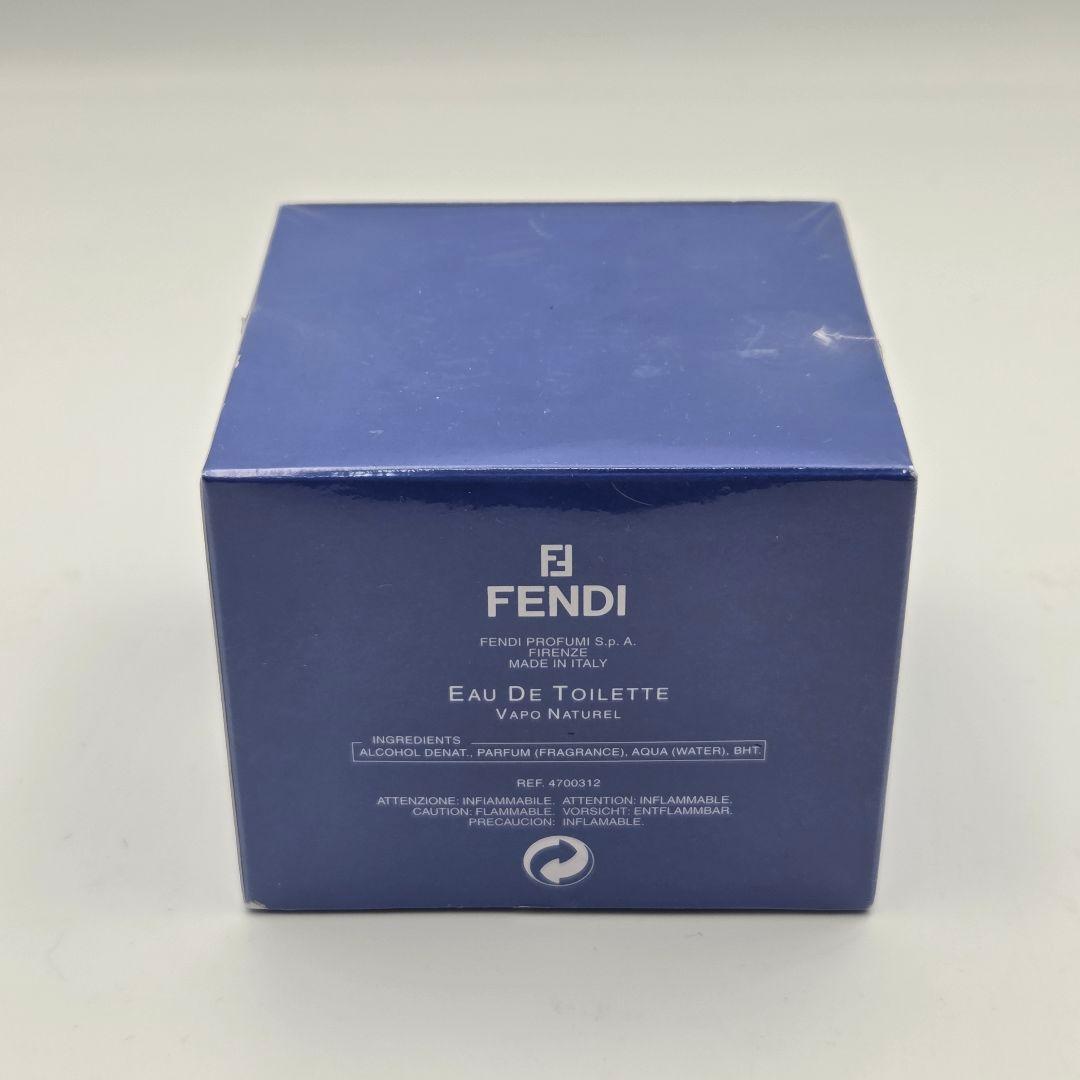 FENDI
FENDI PROFUMI S.p. A.
FIRENZE
MADE IN ITALY
EAU DE TOILETTE
VAPO NATUREL
INGREDIENTS
ALCOHOL DENAT., PARFUM (FRAGRANCE), AQUA (WATER), BHT.
REF. 4700312
ATTENZIONE: INFIAMMABILE. ATTENTION: INFLAMMABLE.
CAUTION: FLAMMABLE. VORSICHT: ENTFLAMMBAR.
PRECAUCION: INFLAMABLE.